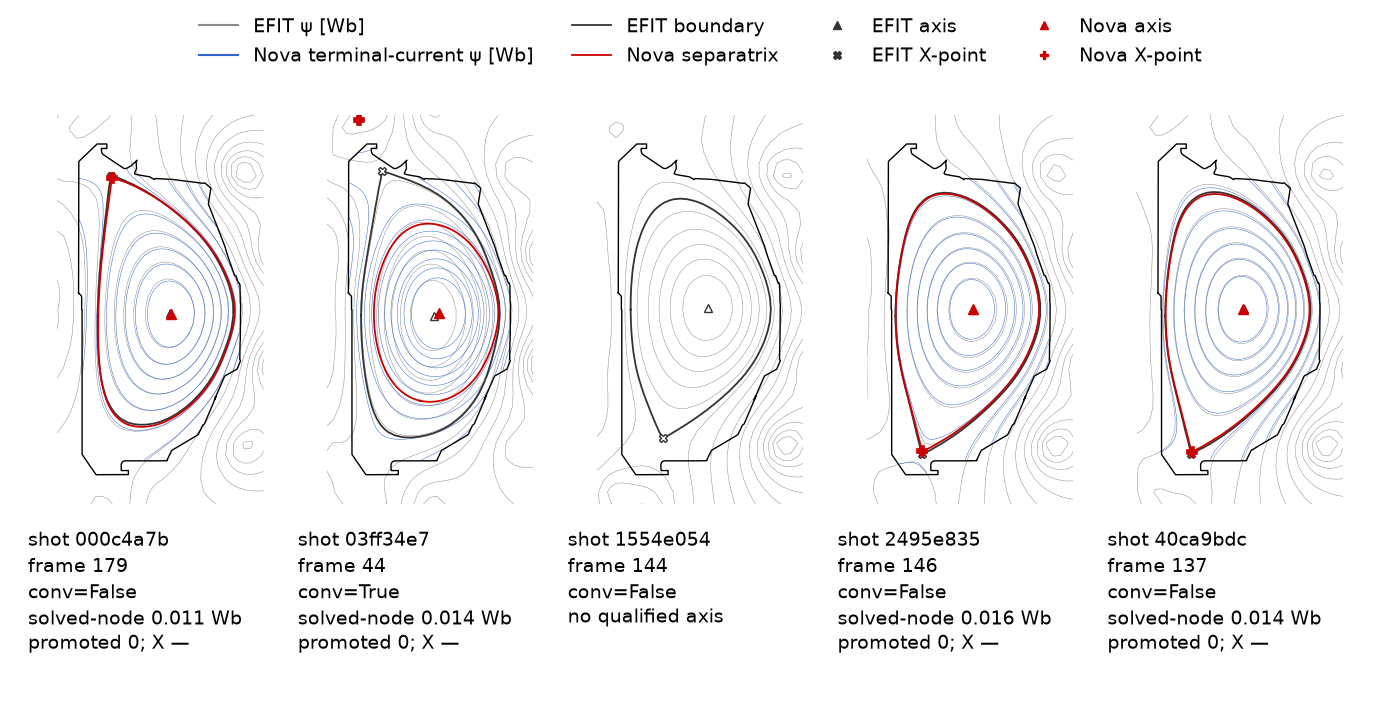 EFIT ψ [Wb]
Nova terminal-current ψ [Wb]
EFIT boundary
Nova separatrix
EFIT axis
EFIT X-point
Nova axis
Nova X-point
shot 000c4a7b
frame 179
conv=False
solved-node 0.011 Wb
promoted 0; X —
shot 03ff34e7
frame 44
conv=True
solved-node 0.014 Wb
promoted 0; X —
shot 1554e054
frame 144
conv=False
no qualified axis
shot 2495e835
frame 146
conv=False
solved-node 0.016 Wb
promoted 0; X —
shot 40ca9bdc
frame 137
conv=False
solved-node 0.014 Wb
promoted 0; X —